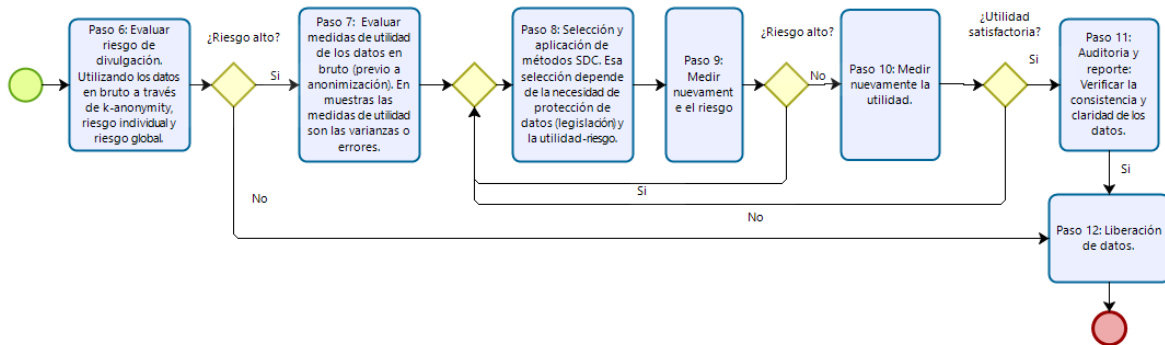 Paso 6: Evaluar
riesgo de
divulgación.
Utilizando los datos
en bruto a través
de k-anonymity,
riesgo individual y
riesgo global.
¿Riesgo alto?
Si
No
Paso 7: Evaluar
medidas de utilidad
de los datos en
bruto (previo a
anonimización). En
muestras las
medidas de utilidad
son las varianzas o
errores.
Paso 8: Selección y
aplicación de
métodos SDC. Esa
selección depende
de la necesidad de
protección de
datos (legislación) y
la utilidad-riesgo.
Paso 9:
Medir
nuevament
e el riesgo
¿Riesgo alto?
No
Si
Paso 10: Medir
nuevamente la
utilidad.
¿Utilidad
satisfactoria?
Si
No
Paso 11:
Auditoria y
reporte:
Verificar la
consistencia y
claridad de los
datos.
Si
Paso 12: Liberación
de datos.